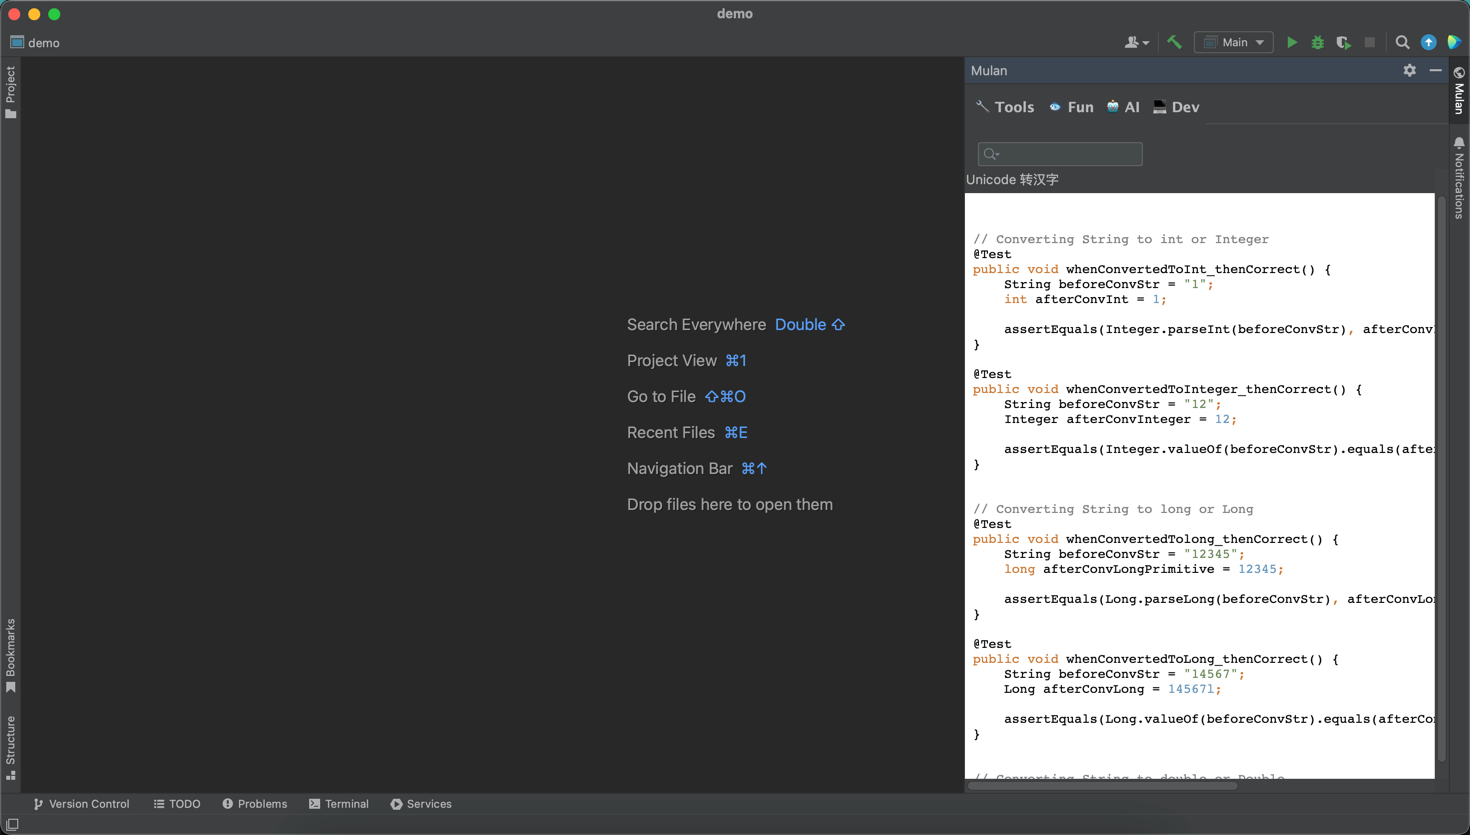 demo
demo
Main
Project
Mulan
Tools Fun AI Dev
Mulan
Notifications
Unicode 转汉字
// Converting String to int or Integer
@Test
public void whenConvertedToInt_thenCorrect() {
String beforeConvStr = "1";
int afterConvInt = 1;
assertEquals(Integer.parseInt(beforeConvStr), afterConv
}
@Test
public void whenConvertedToInteger_thenCorrect() {
String beforeConvStr = "12";
Integer afterConvInteger = 12;
assertEquals(Integer.valueOf(beforeConvStr).equals(afte
}
// Converting String to long or Long
@Test
public void whenConvertedTolong_thenCorrect() {
String beforeConvStr = "12345";
long afterConvLongPrimitive = 12345;
assertEquals(Long.parseLong(beforeConvStr), afterConvLo
}
@Test
public void whenConvertedToLong_thenCorrect() {
String beforeConvStr = "14567";
Long afterConvLong = 14567l;
assertEquals(Long.valueOf(beforeConvStr).equals(afterCo
}
// Converting String to double or Double
Search Everywhere Double ⇧
Project View ⌘1
Go to File ⇧⌘O
Recent Files ⌘E
Navigation Bar ⌘↑
Drop files here to open them
Bookmarks
Structure
Version Control TODO Problems Terminal Services